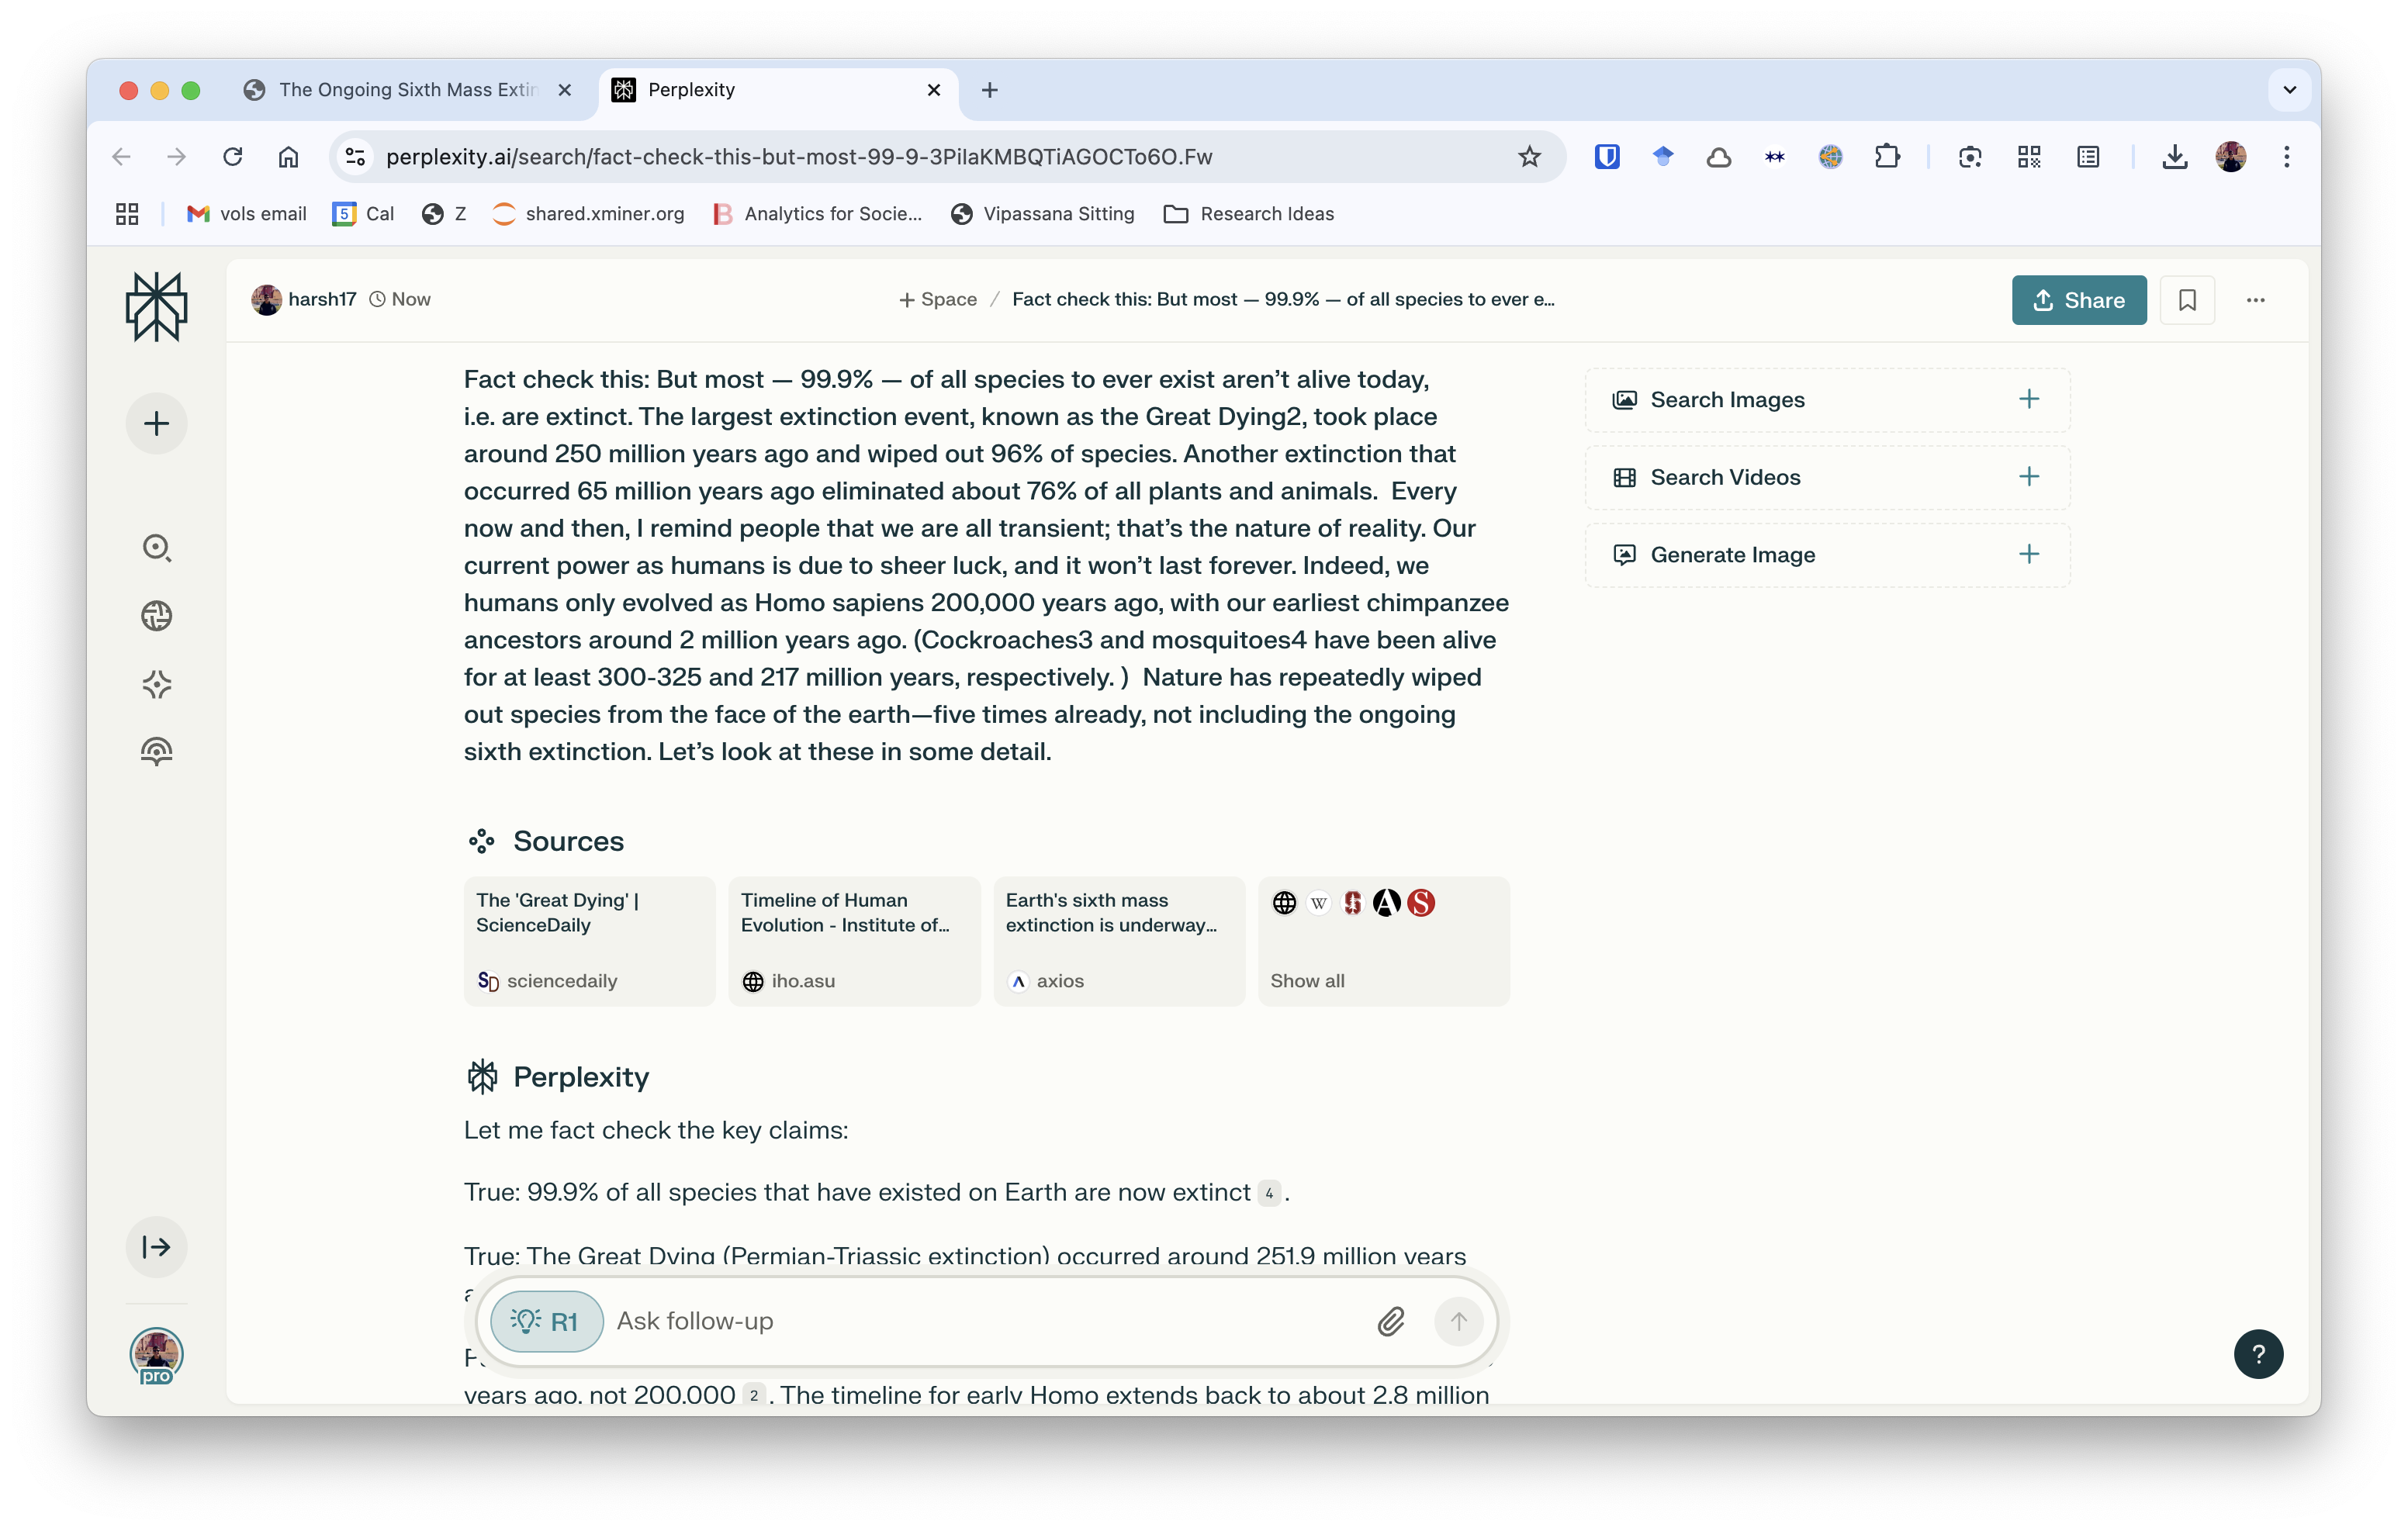 The Ongoing Sixth Mass Extin
Perplexity
perplexity.ai/search/fact-check-this-but-most-99-9-3PilaKMBQTiAGOCTo6O.Fw
vols email
5
Cal
Z
shared.xminer.org
B
Analytics for Socie...
Vipassana Sitting
Research Ideas
harsh17
Now
Space / Fact check this: But most — 99.9% — of all species to ever e...
Share
Fact check this: But most — 99.9% — of all species to ever exist aren’t alive today,
i.e. are extinct. The largest extinction event, known as the Great Dying2, took place
around 250 million years ago and wiped out 96% of species. Another extinction that
occurred 65 million years ago eliminated about 76% of all plants and animals.  Every
now and then, I remind people that we are all transient; that’s the nature of reality. Our
current power as humans is due to sheer luck, and it won’t last forever. Indeed, we
humans only evolved as Homo sapiens 200,000 years ago, with our earliest chimpanzee
ancestors around 2 million years ago. (Cockroaches3 and mosquitoes4 have been alive
for at least 300-325 and 217 million years, respectively. )  Nature has repeatedly wiped
out species from the face of the earth—five times already, not including the ongoing
sixth extinction. Let’s look at these in some detail.
Search Images
Search Videos
Generate Image
Sources
The 'Great Dying' |
ScienceDaily
SD sciencedaily
Timeline of Human
Evolution - Institute of...
iho.asu
Earth's sixth mass
extinction is underway...
axios
W S A S
Show all
Perplexity
Let me fact check the key claims:
True: 99.9% of all species that have existed on Earth are now extinct 4 .
True: The Great Dying (Permian-Triassic extinction) occurred around 251.9 million years
R1
Ask follow-up
years ago, not 200,000 2 . The timeline for early Homo extends back to about 2.8 million
pro
?